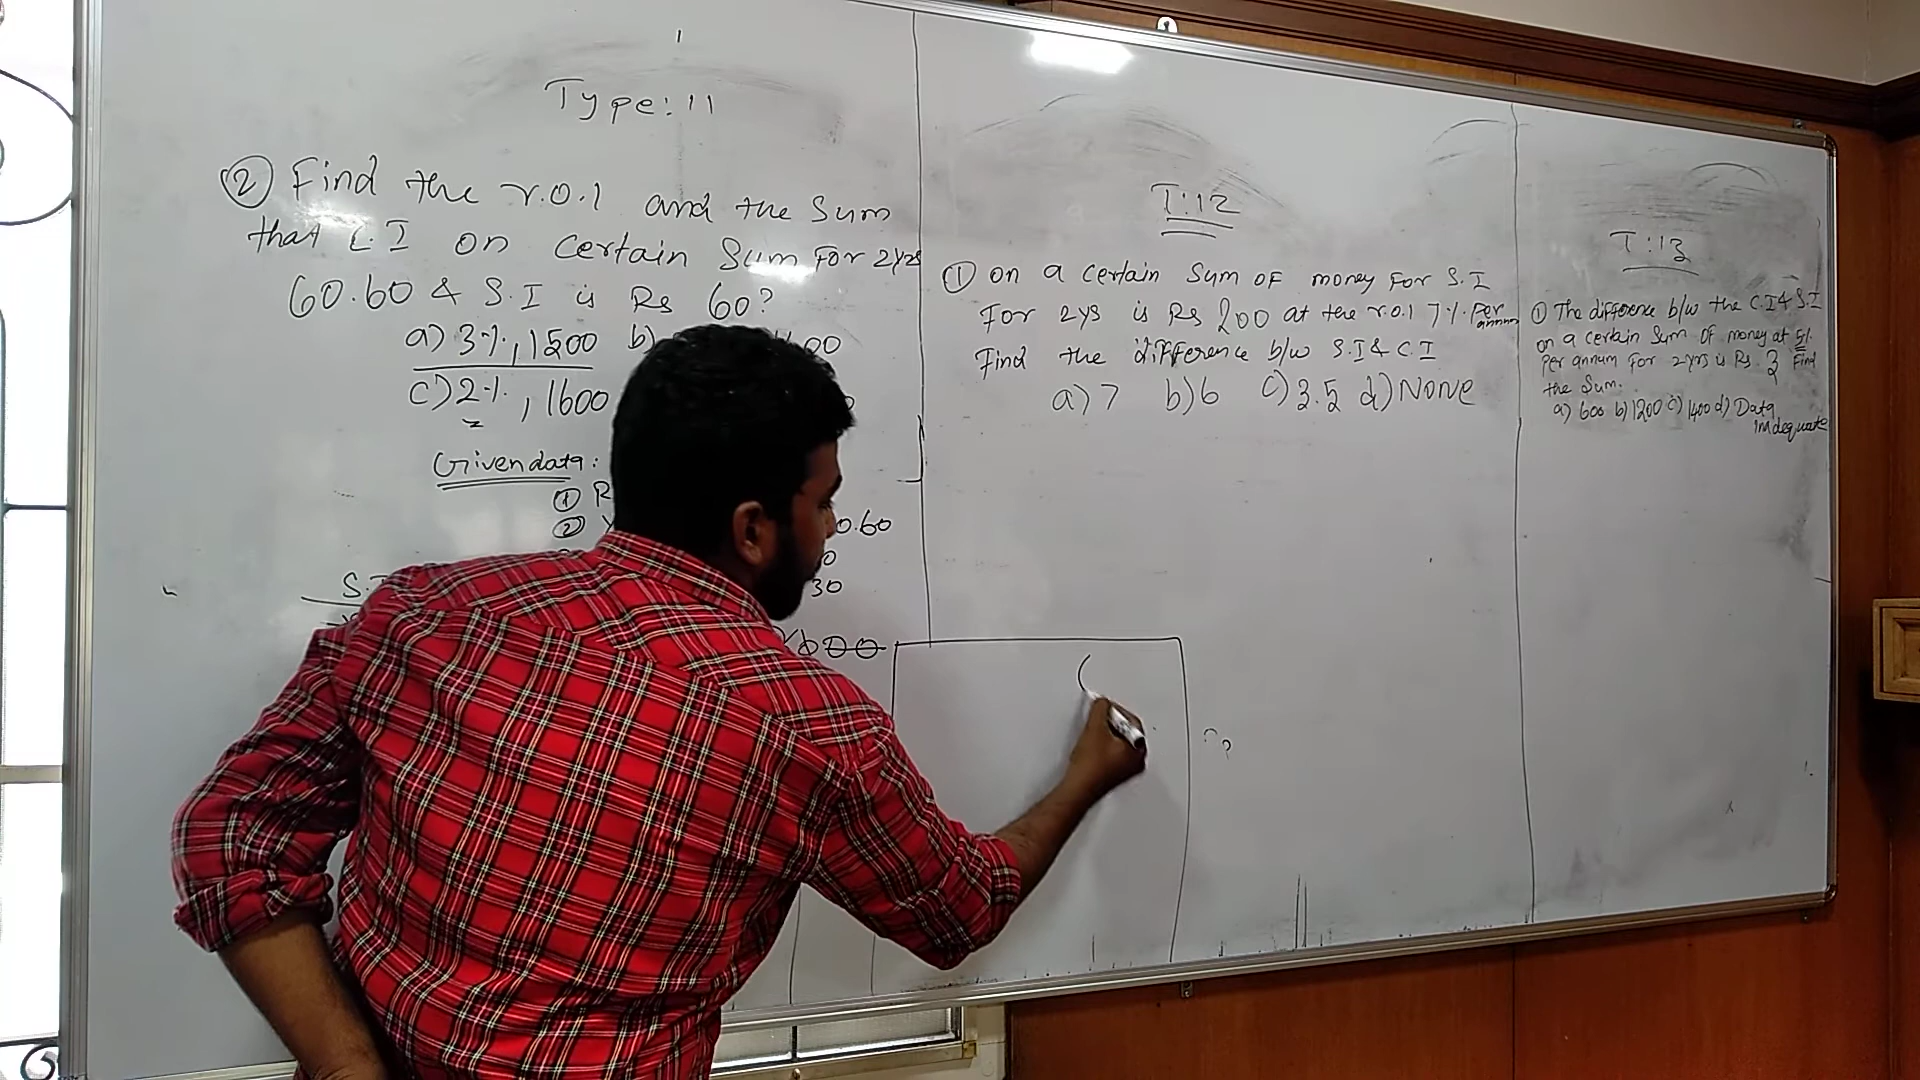 Type: 11
② Find the r.o.i and the Sum
that C.I on certain Sum For 2yrs
60.60 & S.I is Rs 60?
a) 3%, 1500 b) 400
c) 2%, 1600
Given data:
①
② 0.60
30
S.I
T:12
① on a certain Sum OF money For S.I
For 2ys is Rs 200 at the r.o.i 7% Per annum
Find the difference b/w S.I & C.I
a) 7 b) 6 c) 3.5 d) None
T:13
① The difference b/w the C.I & S.I
on a certain Sum OF money at 5%
Per annum For 2yrs is Rs. 3 Find
the Sum.
a) 600 b) 1200 c) 1400 d) Data
inadequate